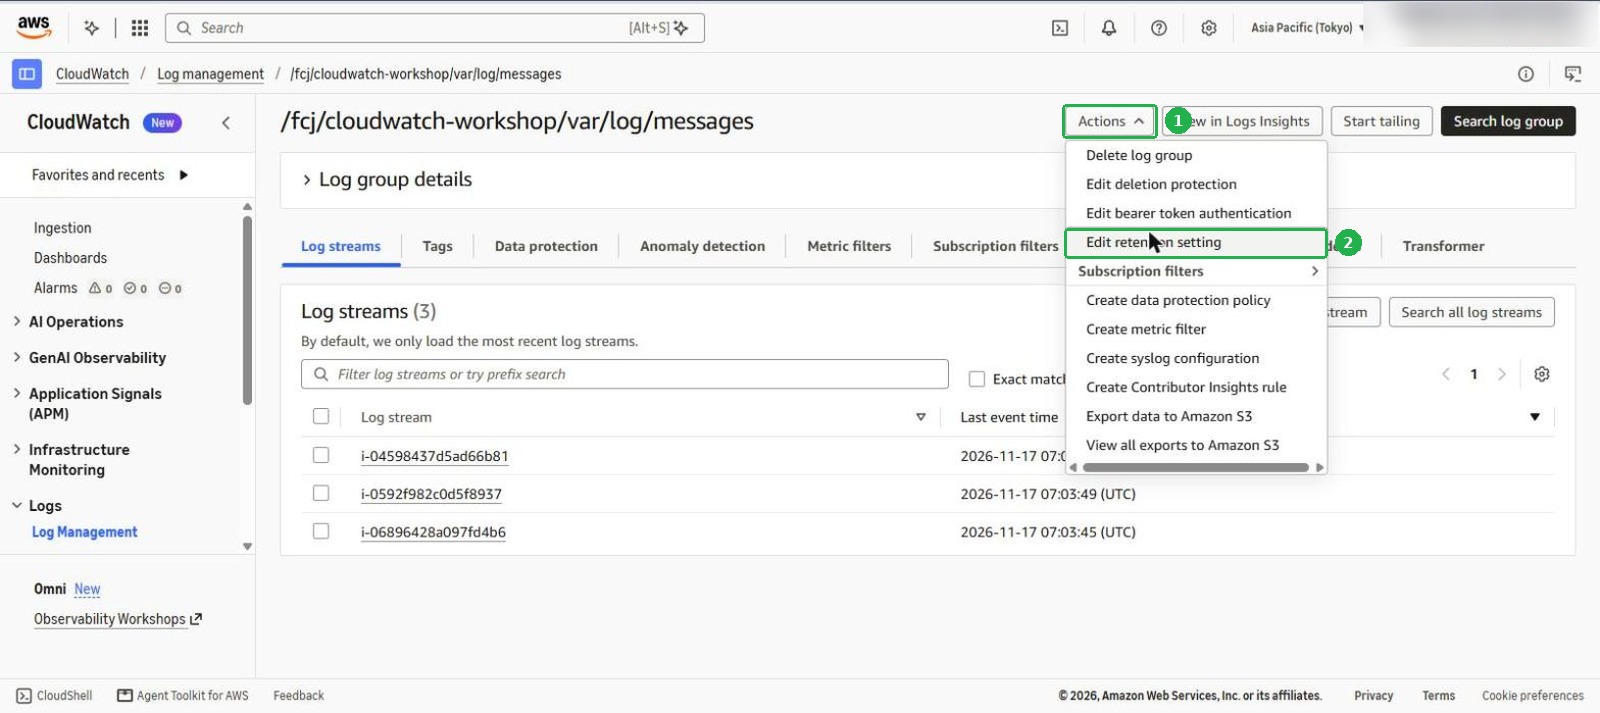 aws
Search [Alt+S]
Asia Pacific (Tokyo)
CloudWatch / Log management / /fcj/cloudwatch-workshop/var/log/messages
CloudWatch New
Favorites and recents
Ingestion
Dashboards
Alarms 0 0 0
AI Operations
GenAI Observability
Application Signals
(APM)
Infrastructure
Monitoring
Logs
Log Management
Omni New
Observability Workshops
/fcj/cloudwatch-workshop/var/log/messages
Actions 1 in Logs Insights Start tailing Search log group
Log group details
Delete log group
Edit deletion protection
Edit bearer token authentication
Edit retention setting 2
Subscription filters
Create data protection policy
Create metric filter
Create syslog configuration
Create Contributor Insights rule
Export data to Amazon S3
View all exports to Amazon S3
Log streams Tags Data protection Anomaly detection Metric filters Subscription filters Transformer
Log streams (3)
Search all log streams
By default, we only load the most recent log streams.
Filter log streams or try prefix search
Exact match
1
Log stream Last event time
i-04598437d5ad66b81 2026-11-17 07:0
i-0592f982c0d5f8937 2026-11-17 07:03:49 (UTC)
i-06896428a097fd4b6 2026-11-17 07:03:45 (UTC)
CloudShell Agent Toolkit for AWS Feedback
© 2026, Amazon Web Services, Inc. or its affiliates. Privacy Terms Cookie preferences